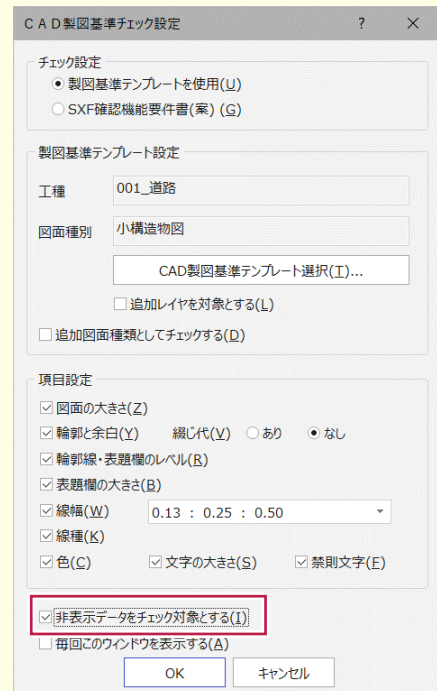 ＣＡＤ製図基準チェック設定 ? ×
チェック設定
製図基準テンプレートを使用(U)
SXF確認機能要件書(案) (G)
製図基準テンプレート設定
工種 001_道路
図面種別 小構造物図
CAD製図基準テンプレート選択(T)...
追加レイヤを対象とする(L)
追加図面種類としてチェックする(D)
項目設定
図面の大きさ(Z)
輪郭と余白(Y) 綴じ代(V) あり なし
輪郭線・表題欄のレベル(R)
表題欄の大きさ(B)
線幅(W) 0.13 : 0.25 : 0.50
線種(K)
色(C) 文字の大きさ(S) 禁則文字(F)
非表示データをチェック対象とする(I)
毎回このウィンドウを表示する(A)
OK キャンセル